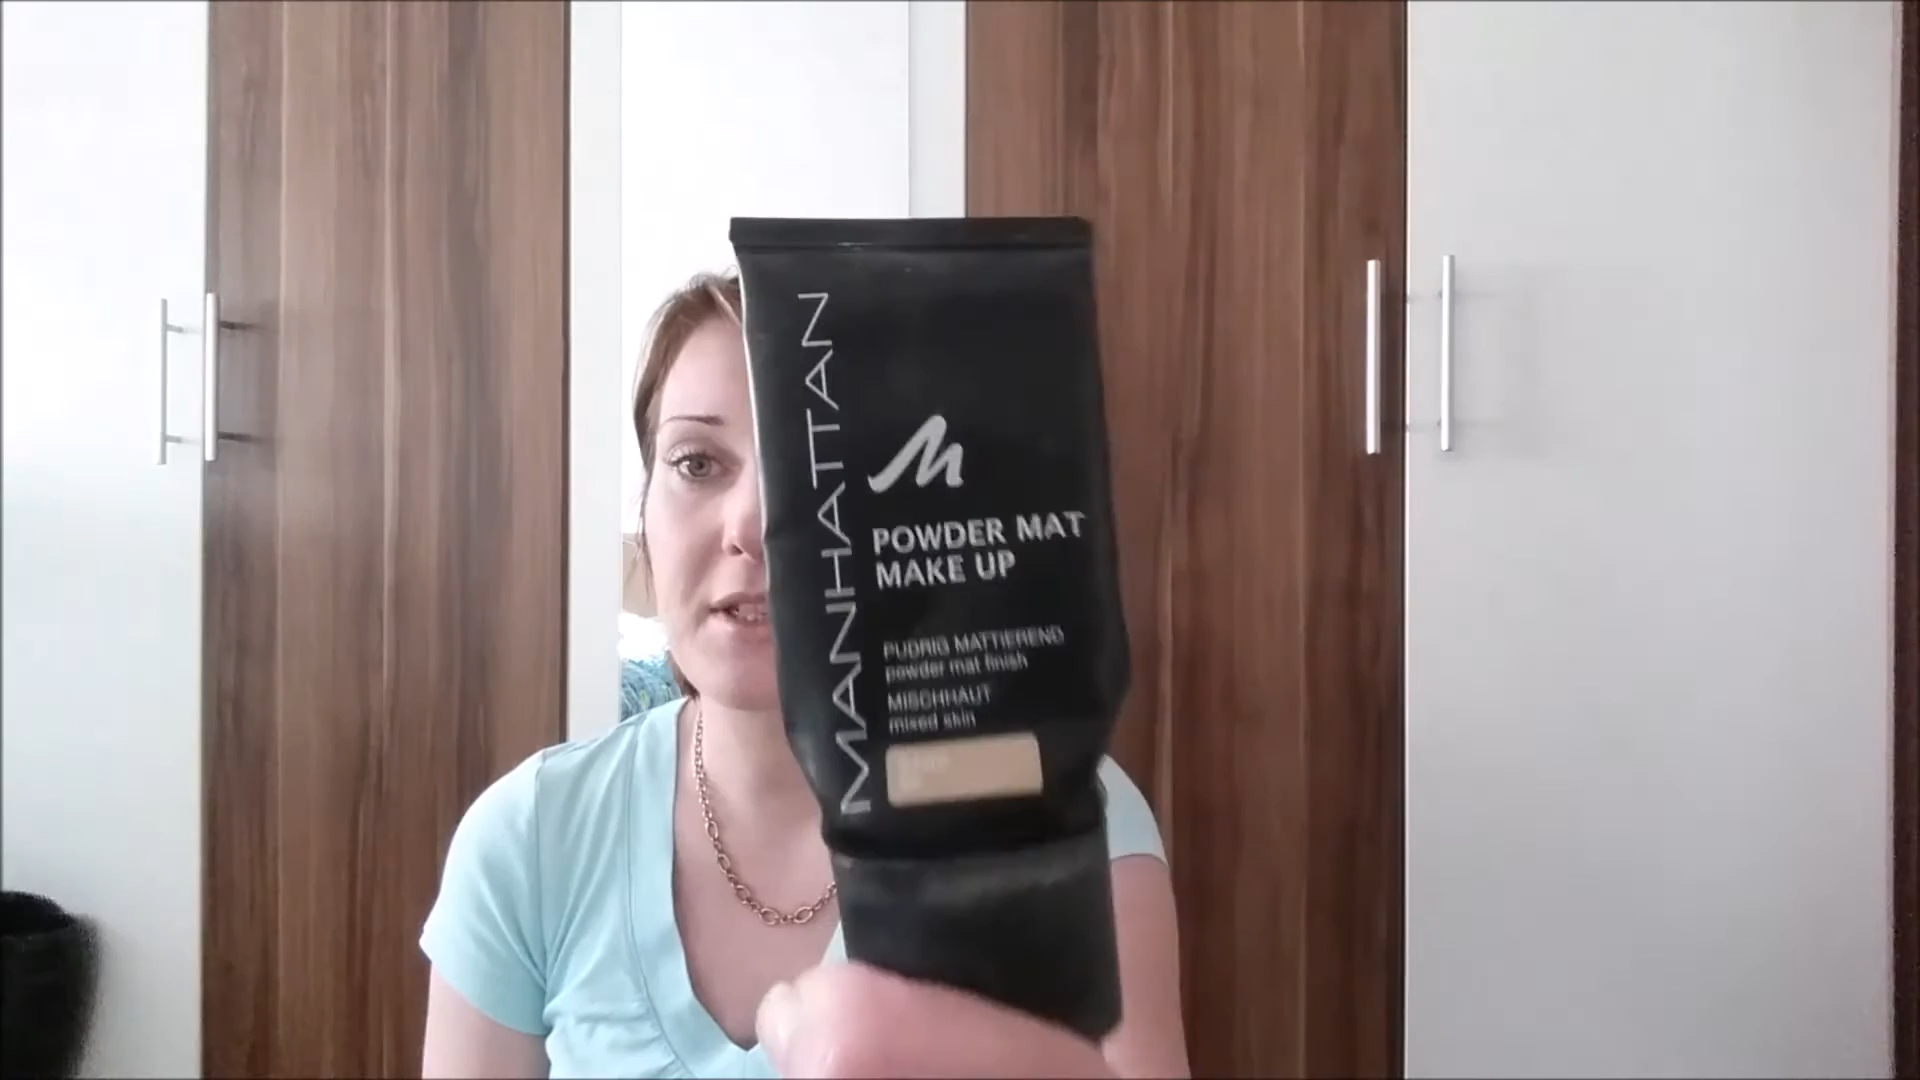 MANHATTAN
M
POWDER MAT
MAKE UP
PUDRIG MATTIEREND
powder mat finish
MISCHHAUT
mixed skin